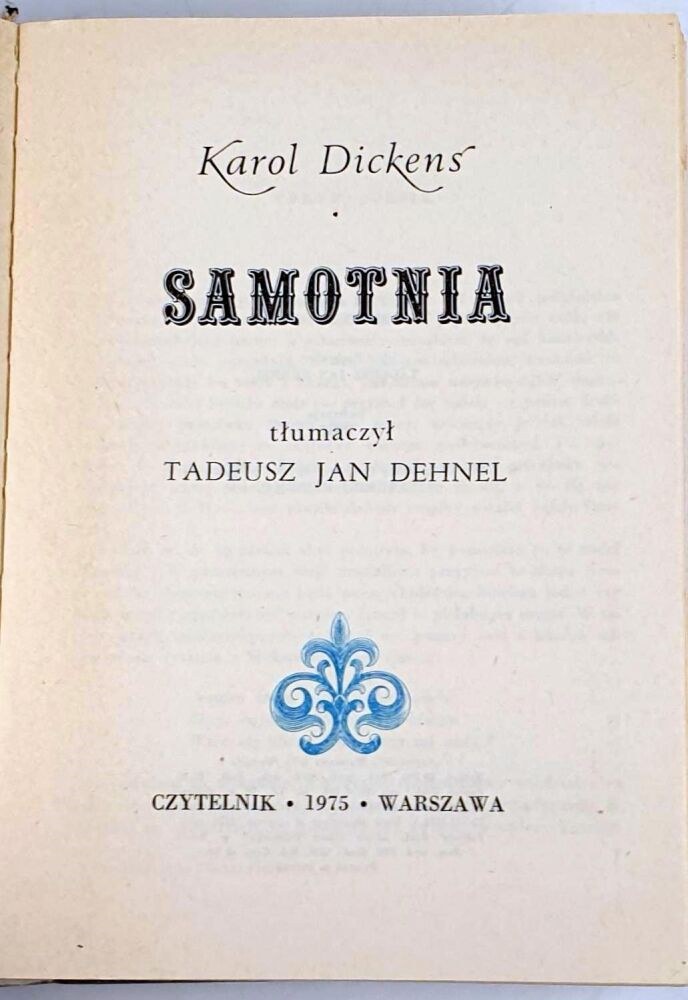 Karol Dickens
SAMOTNIA
tłumaczył
TADEUSZ JAN DEHNEL
CZYTELNIK • 1975 • WARSZAWA